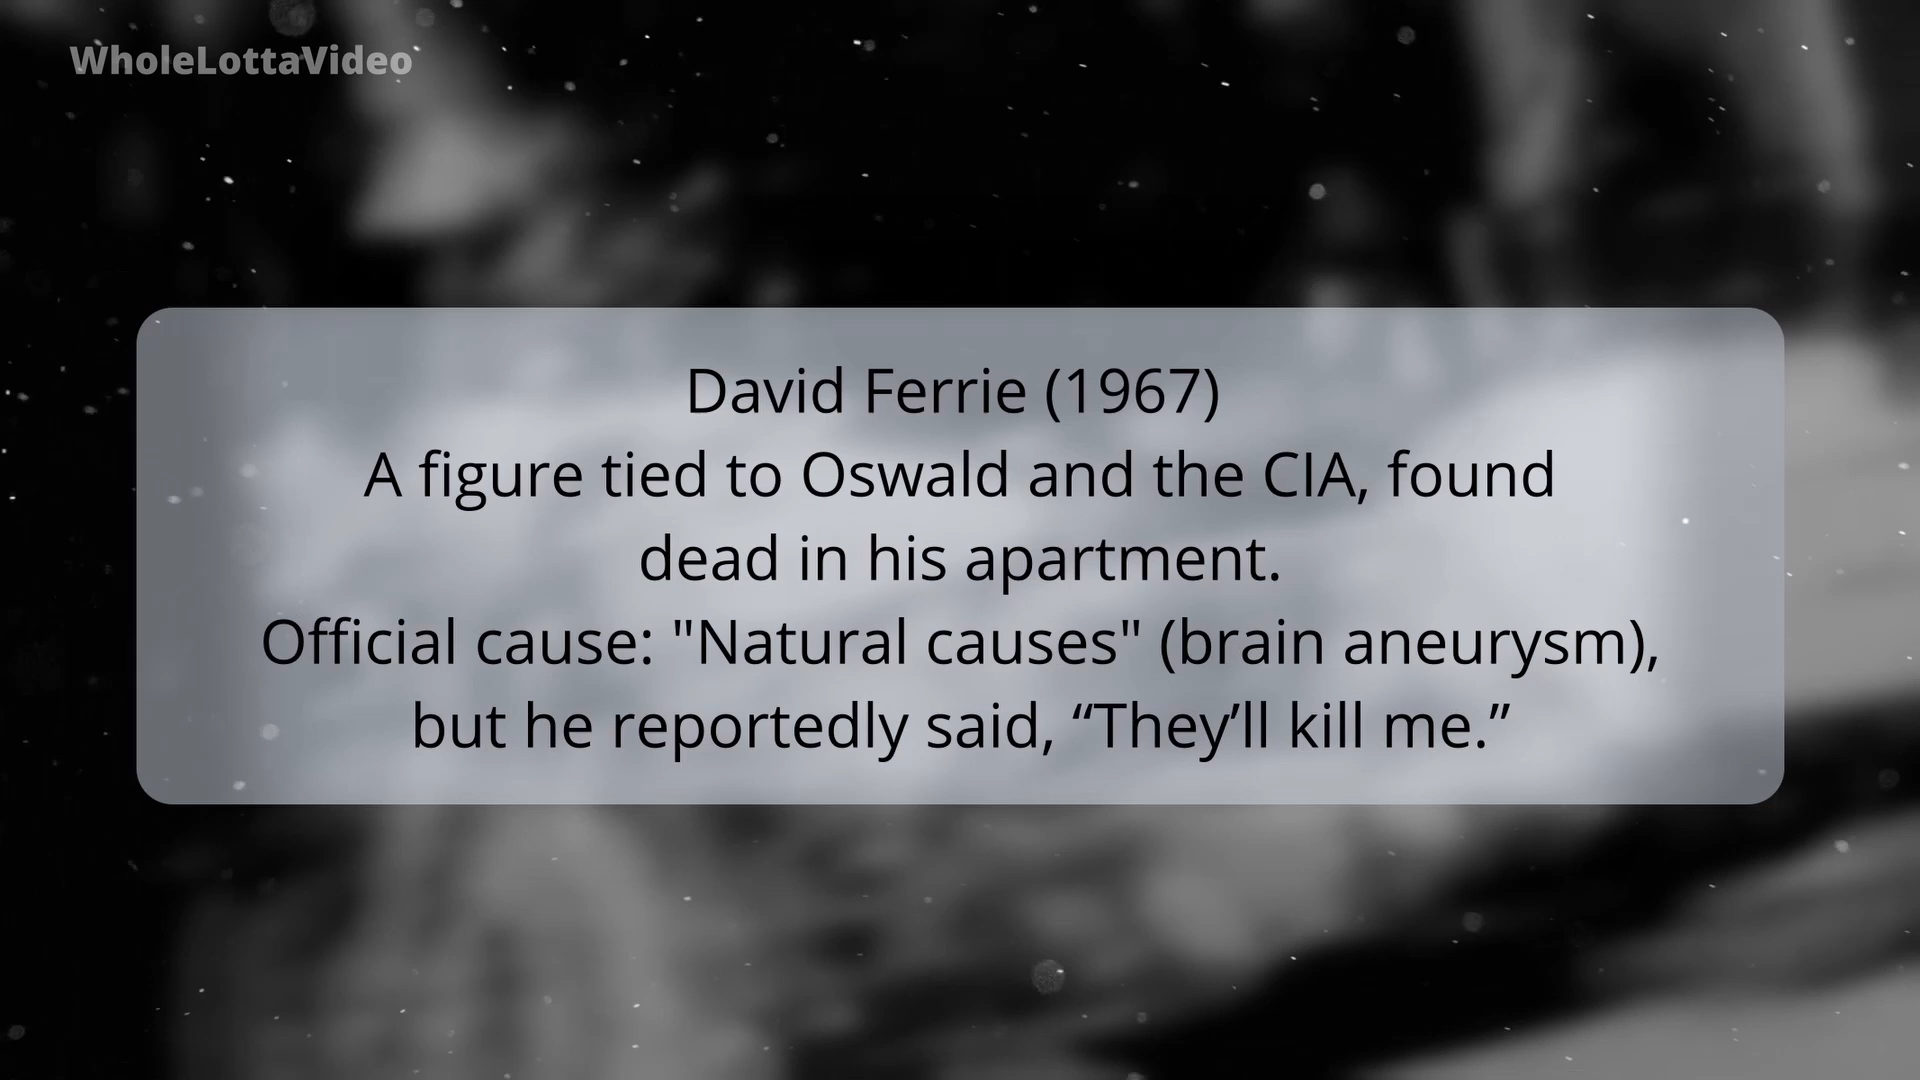 WholeLottaVideo
David Ferrie (1967)
A figure tied to Oswald and the CIA, found
dead in his apartment.
Official cause: "Natural causes" (brain aneurysm),
but he reportedly said, “They’ll kill me.”